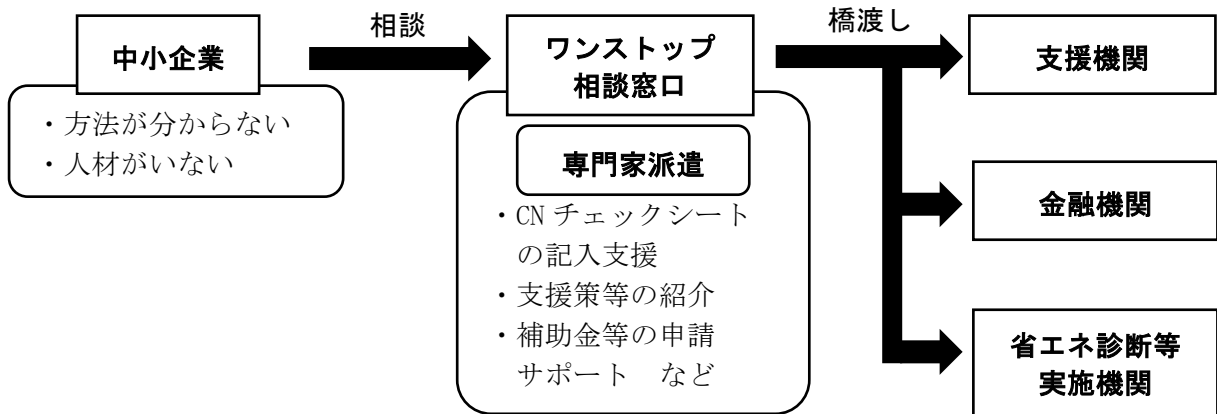 中小企業
・方法が分からない
・人材がいない
相談
ワンストップ
相談窓口
専門家派遣
・CNチェックシート
の記入支援
・支援策等の紹介
・補助金等の申請
サポート　など
橋渡し
支援機関
金融機関
省エネ診断等
実施機関